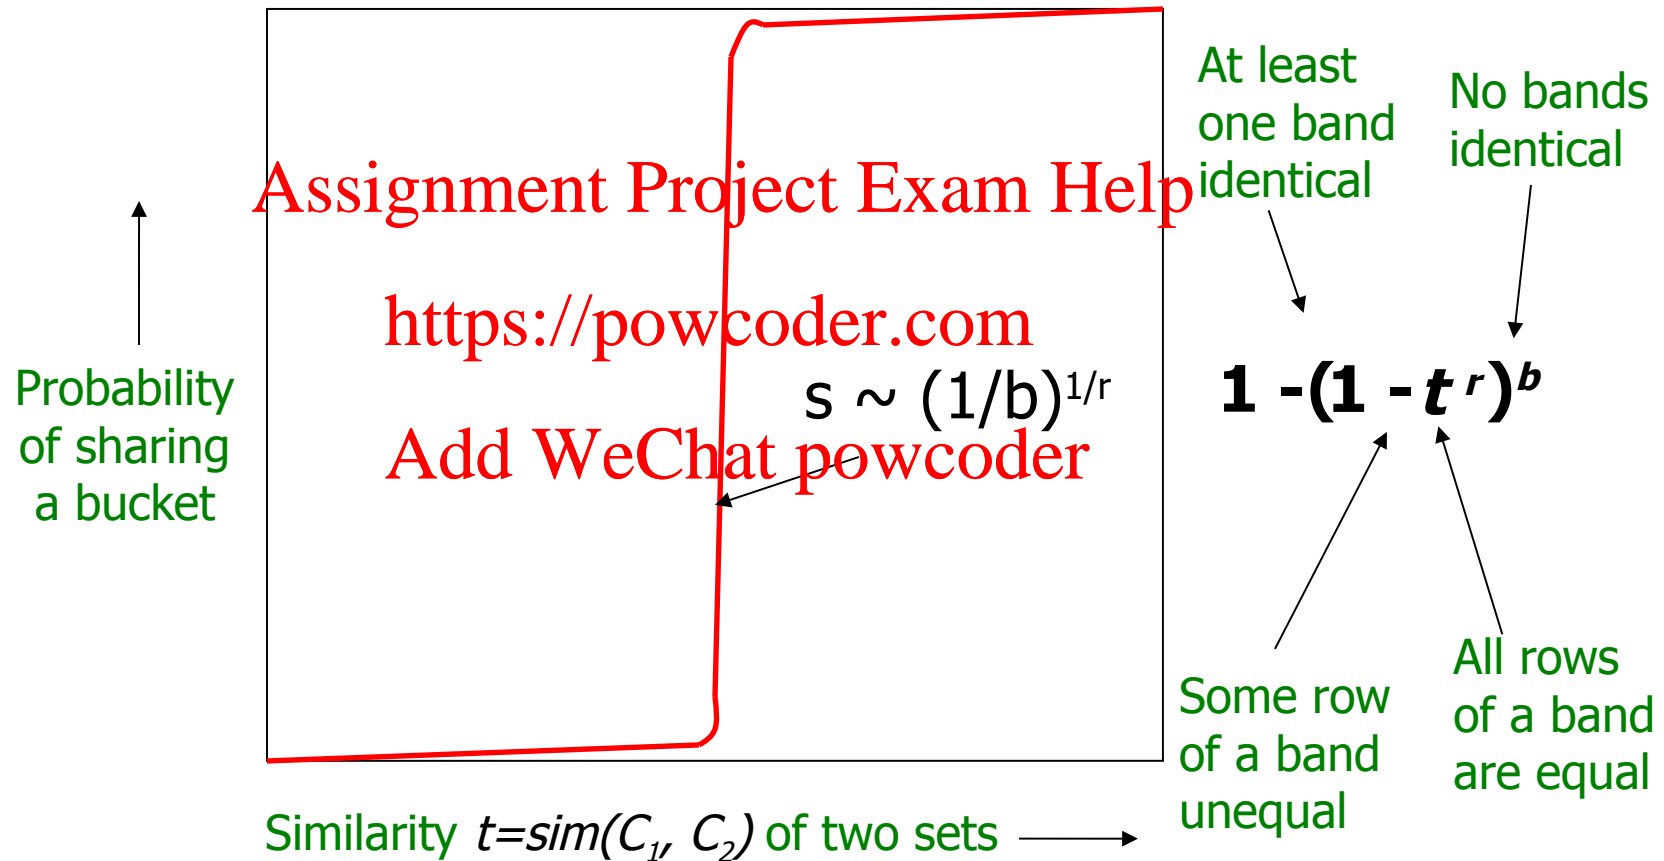 At least
one band
identical
No bands
identical
Assignment Project Exam Help
https://powcoder.com
s ~ (1/b)^{1/r}
Add WeChat powcoder
Probability
of sharing
a bucket
1 -(1 - t^r)^b
Some row
of a band
unequal
All rows
of a band
are equal
Similarity t=sim(C₁, C₂) of two sets